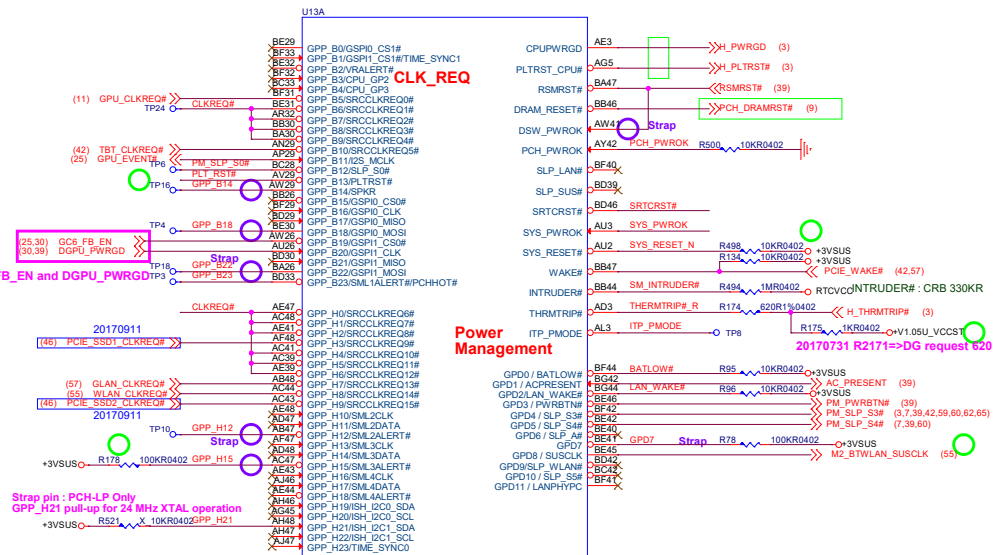 U13A
BE29 GPP_B0/GSPI0_CS1#
BF33 GPP_B1/GSPI1_CS1#/TIME_SYNC1
BE32 GPP_B2/VRALERT#
BF32 GPP_B3/CPU_GP2
BC33 GPP_B4/CPU_GP3
CLK_REQ
(11) GPU_CLKREQ# BF31 GPP_B5/SRCCLKREQ0#
TP24 CLKREQ# BE31 GPP_B6/SRCCLKREQ1#
AR32 GPP_B7/SRCCLKREQ2#
BB30 GPP_B8/SRCCLKREQ3#
BA30 GPP_B9/SRCCLKREQ4#
(42) TBT_CLKREQ# AN29 GPP_B10/SRCCLKREQ5#
(25) GPU_EVENT# AP29 GPP_B11/I2S_MCLK
TP6 PM_SLP_S0# BC28 GPP_B12/SLP_S0#
PLT_RST# AV29 GPP_B13/PLTRST#
TP16 GPP_B14 AW29 GPP_B14/SPKR
BB26 GPP_B15/GSPI0_CS0#
BF29 GPP_B16/GSPI0_CLK
BD29 GPP_B17/GSPI0_MISO
TP4 GPP_B18 BE30 GPP_B18/GSPI0_MOSI
(25,30) GC6_FB_EN AW26 GPP_B19/GSPI1_CS0#
(30,39) DGPU_PWRGD AU26 GPP_B20/GSPI1_CLK
Strap BD30 GPP_B21/GSPI1_MISO
TP18 GPP_B22 BA26 GPP_B22/GSPI1_MOSI
TP3 GPP_B23 BD33 GPP_B23/SML1ALERT#/PCHHOT#
FB_EN and DGPU_PWRGD
CLKREQ# AE47 GPP_H0/SRCCLKREQ6#
AC48 GPP_H1/SRCCLKREQ7#
AE41 GPP_H2/SRCCLKREQ8#
20170911
(46) PCIE_SSD1_CLKREQ# AF48 GPP_H3/SRCCLKREQ9#
AC41 GPP_H4/SRCCLKREQ10#
AC39 GPP_H5/SRCCLKREQ11#
AE39 GPP_H6/SRCCLKREQ12#
(57) GLAN_CLKREQ# AB48 GPP_H7/SRCCLKREQ13#
(55) WLAN_CLKREQ# AC44 GPP_H8/SRCCLKREQ14#
(46) PCIE_SSD2_CLKREQ# AC43 GPP_H9/SRCCLKREQ15#
20170911
AE48 GPP_H10/SML2CLK
AD47 GPP_H11/SML2DATA
TP10 GPP_H12 AB47 GPP_H12/SML2ALERT#
Strap AF47 GPP_H13/SML3CLK
AD48 GPP_H14/SML3DATA
+3VSUS R178 100KR0402 GPP_H15 AC47 GPP_H15/SML3ALERT#
AE43 GPP_H16/SML4CLK
AJ46 GPP_H17/SML4DATA
AE44 GPP_H18/SML4ALERT#
AH46 GPP_H19/ISH_I2C0_SDA
AG45 GPP_H20/ISH_I2C0_SCL
Strap pin : PCH-LP Only
GPP_H21 pull-up for 24 MHz XTAL operation
+3VSUS R521 X_10KR0402 GPP_H21 AH48 GPP_H21/ISH_I2C1_SDA
AH47 GPP_H22/ISH_I2C1_SCL
AJ47 GPP_H23/TIME_SYNC0
Power
Management
CPUPWRGD AE3 H_PWRGD (3)
PLTRST_CPU# AG5 H_PLTRST# (3)
RSMRST# BA47 RSMRST# (39)
DRAM_RESET# BB46 PCH_DRAMRST# (9)
DSW_PWROK AW41 Strap
PCH_PWROK AY42 PCH_PWROK R500 10KR0402
SLP_LAN# BF40
SLP_SUS# BD39
SRTCRST# BD46 SRTCRST#
SYS_PWROK AU3 SYS_PWROK
SYS_RESET# AU2 SYS_RESET_N R498 10KR0402 +3VSUS
R134 10KR0402 +3VSUS
WAKE# BB47 PCIE_WAKE# (42,57)
INTRUDER# BB44 SM_INTRUDER# R494 1MR0402 RTCVCC INTRUDER# : CRB 330KR
THRMTRIP# AD3 THERMTRIP#_R R174 620R1%0402 H_THRMTRIP# (3)
ITP_PMODE AL3 ITP_PMODE TP8 R175 1KR0402 +V1.05U_VCCST
20170731 R2171=>DG request 620
GPD0 / BATLOW# BF44 BATLOW# R95 10KR0402 +3VSUS
GPD1 / ACPRESENT BG42 AC_PRESENT (39)
GPD2/LAN_WAKE# BG44 LAN_WAKE# R96 10KR0402 +3VSUS
GPD3 / PWRBTN# BE46 PM_PWRBTN# (39)
GPD4 / SLP_S3# BF42 PM_SLP_S3# (3,7,39,42,59,60,62,65)
GPD5 / SLP_S4# BE42 PM_SLP_S4# (7,39,60)
GPD6 / SLP_A# BE40
GPD7 BE41 GPD7 Strap R78 100KR0402 +3VSUS
GPD8 / SUSCLK BE45 M2_BTWLAN_SUSCLK (55)
GPD9/SLP_WLAN# BD42
GPD10 / SLP_S5# BC42
GPD11 / LANPHYPC BF41